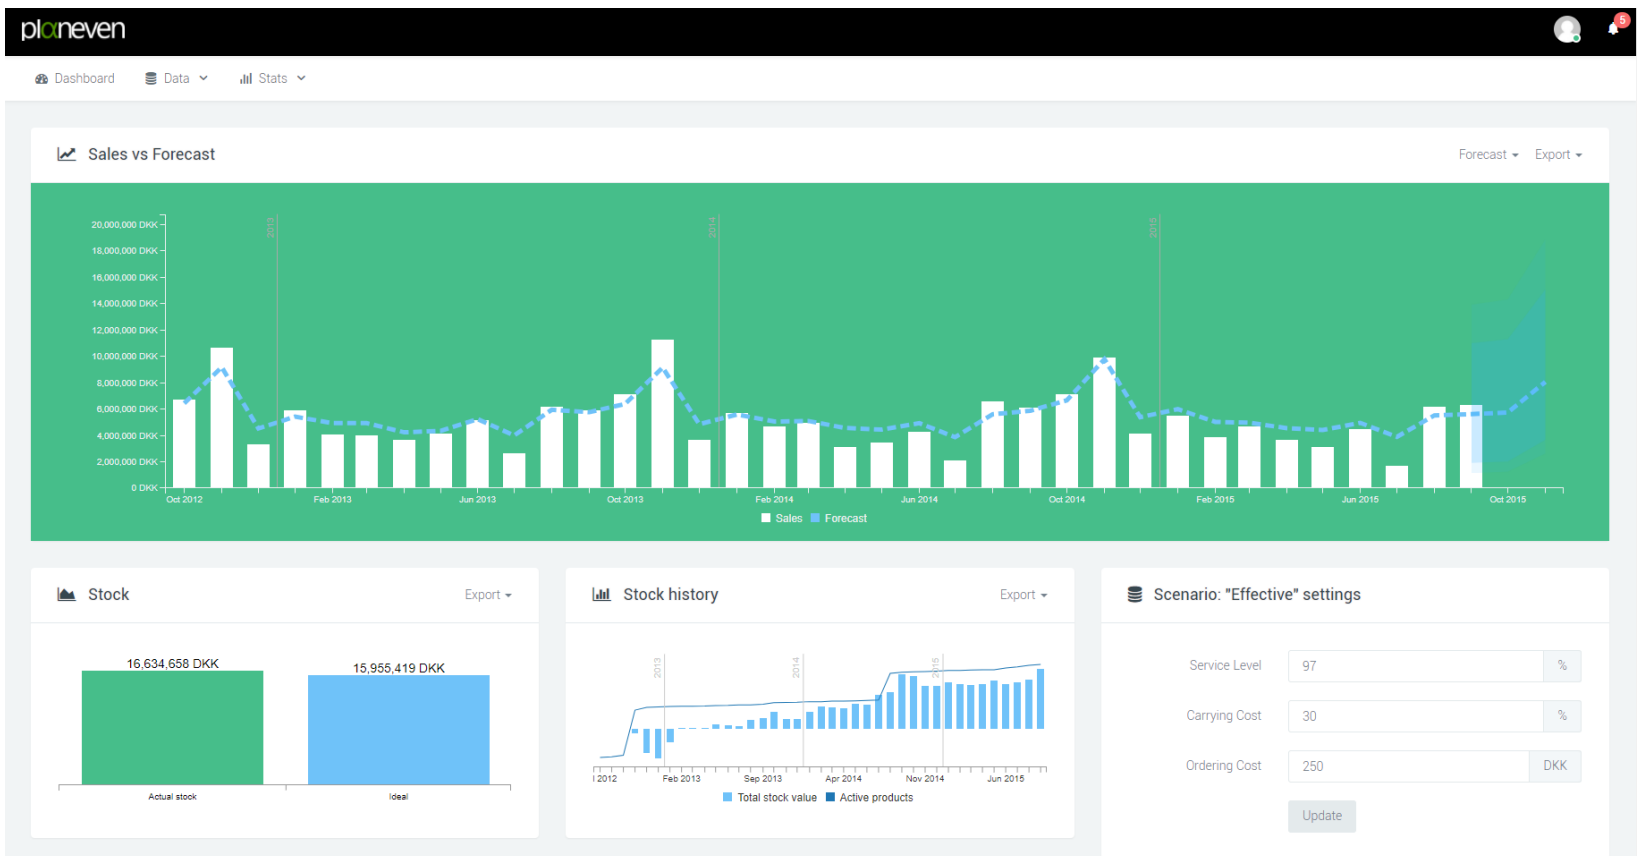 planeven
5
Dashboard Data Stats
Sales vs Forecast Forecast Export
20,000,000 DKK
18,000,000 DKK
16,000,000 DKK
14,000,000 DKK
12,000,000 DKK
10,000,000 DKK
8,000,000 DKK
6,000,000 DKK
4,000,000 DKK
2,000,000 DKK
0 DKK
2013 2014 2015
Oct 2012 Feb 2013 Jun 2013 Oct 2013 Feb 2014 Jun 2014 Oct 2014 Feb 2015 Jun 2015 Oct 2015
Sales Forecast
Stock Export
16,634,658 DKK 15,955,419 DKK
Actual stock Ideal
Stock history Export
2013 2014 2015
l 2012 Feb 2013 Sep 2013 Apr 2014 Nov 2014 Jun 2015
Total stock value Active products
Scenario: "Effective" settings
Service Level 97 %
Carrying Cost 30 %
Ordering Cost 250 DKK
Update